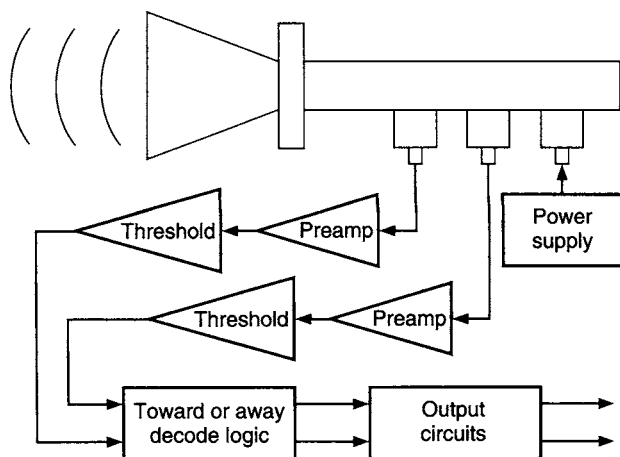 Threshold
Preamp
Power
supply
Threshold
Preamp
Toward or away
decode logic
Output
circuits